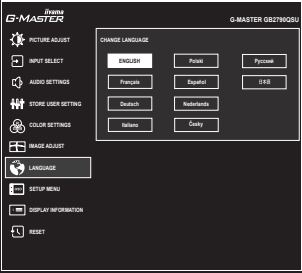 iiyama
G-MASTER
G-MASTER GB2790QSU
PICTURE ADJUST
INPUT SELECT
AUDIO SETTINGS
STORE USER SETTING
COLOR SETTINGS
IMAGE ADJUST
LANGUAGE
SETUP MENU
DISPLAY INFORMATION
RESET
CHANGE LANGUAGE
ENGLISH
Polski
Русский
Français
Español
日本語
Deutsch
Nederlands
Italiano
Česky